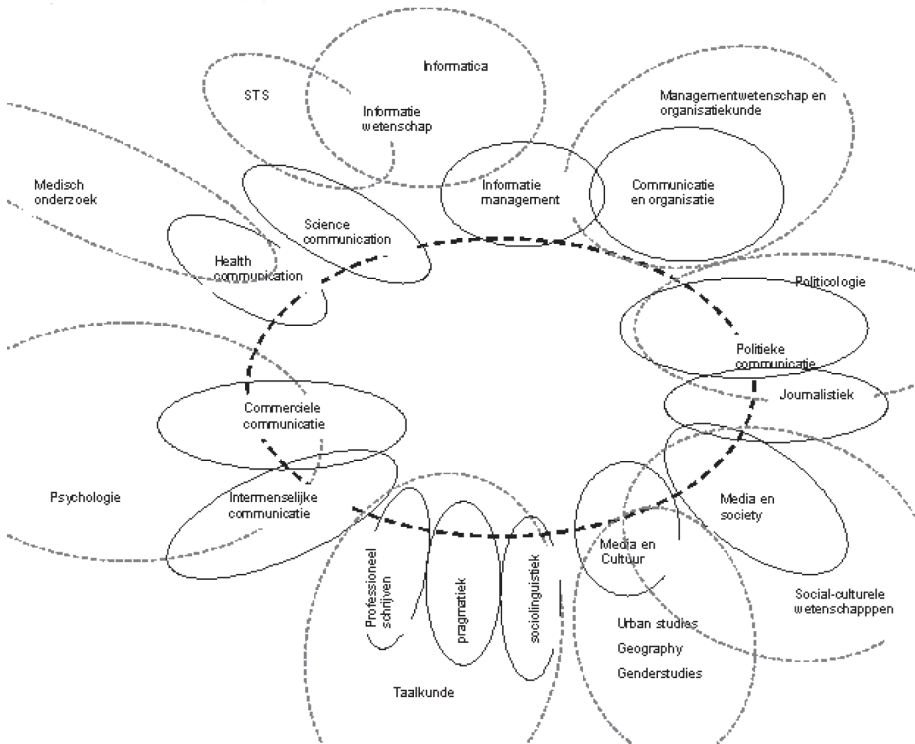 Informatica
STS
Managementwetenschap en
organisatiekunde
Informatie
wetenschap
Medisch
onderzoek
Informatie
management
Communicatie
en organisatie
Science
communication
Health
communication
Politicologie
Politieke
communicatie
Journalistiek
Commerciele
communicatie
Psychologie
Intermenselijke
communicatie
Media en
society
Media en
Cultuur
Professioneel
schrijven
pragmatiek
sociolinguistiek
Social-culturele
wetenschapppen
Urban studies
Geography
Genderstudies
Taalkunde